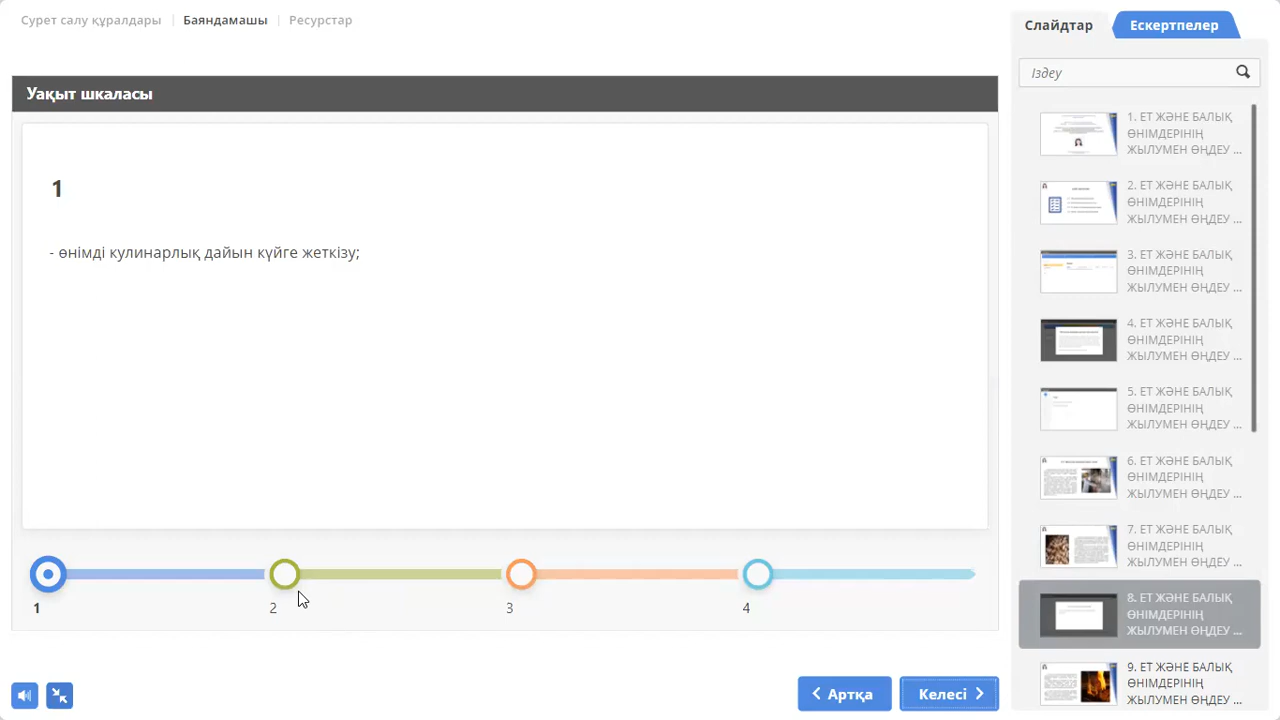 Сурет салу құралдары
Баяндамашы
Ресурстар
Слайдтар
Ескертпелер
Іздеу
Уақыт шкаласы
1
- өнімді кулинарлық дайын күйге жеткізу;
1
2
3
4
Артқа
Келесі
1. ЕТ ЖӘНЕ БАЛЫҚ
ӨНІМДЕРІНІҢ
ЖЫЛУМЕН ӨҢДЕУ ...
2. ЕТ ЖӘНЕ БАЛЫҚ
ӨНІМДЕРІНІҢ
ЖЫЛУМЕН ӨҢДЕУ ...
3. ЕТ ЖӘНЕ БАЛЫҚ
ӨНІМДЕРІНІҢ
ЖЫЛУМЕН ӨҢДЕУ ...
4. ЕТ ЖӘНЕ БАЛЫҚ
ӨНІМДЕРІНІҢ
ЖЫЛУМЕН ӨҢДЕУ ...
5. ЕТ ЖӘНЕ БАЛЫҚ
ӨНІМДЕРІНІҢ
ЖЫЛУМЕН ӨҢДЕУ ...
6. ЕТ ЖӘНЕ БАЛЫҚ
ӨНІМДЕРІНІҢ
ЖЫЛУМЕН ӨҢДЕУ ...
7. ЕТ ЖӘНЕ БАЛЫҚ
ӨНІМДЕРІНІҢ
ЖЫЛУМЕН ӨҢДЕУ ...
8. ЕТ ЖӘНЕ БАЛЫҚ
ӨНІМДЕРІНІҢ
ЖЫЛУМЕН ӨҢДЕУ ...
9. ЕТ ЖӘНЕ БАЛЫҚ
ӨНІМДЕРІНІҢ
ЖЫЛУМЕН ӨҢДЕУ ...